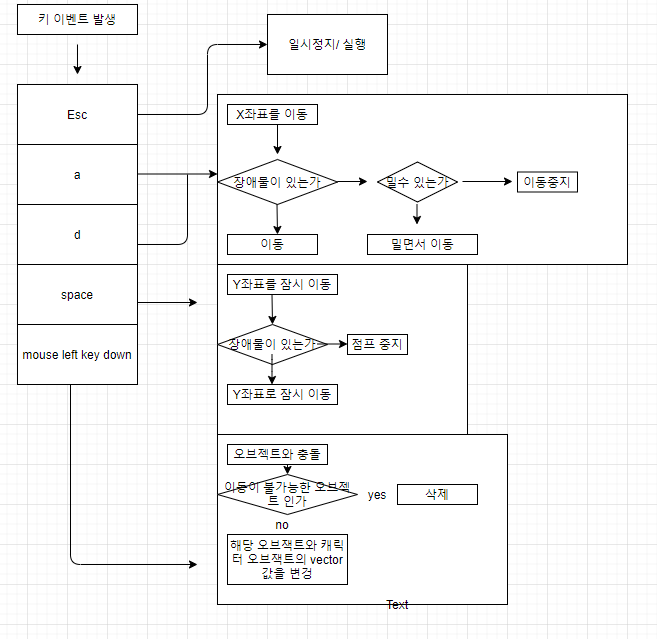 키 이벤트 발생
일시정지/ 실행
Esc
a
d
space
mouse left key down
X좌표를 이동
장애물이 있는가
밀수 있는가
이동중지
이동
밀면서 이동
Y좌표를 잠시 이동
장애물이 있는가
점프 중지
Y좌표로 잠시 이동
오브젝트와 충돌
이동이 불가능한 오브젝
트 인가
yes
삭제
no
해당 오브잭트와 캐릭
터 오브잭트의 vector
값을 변경
Text